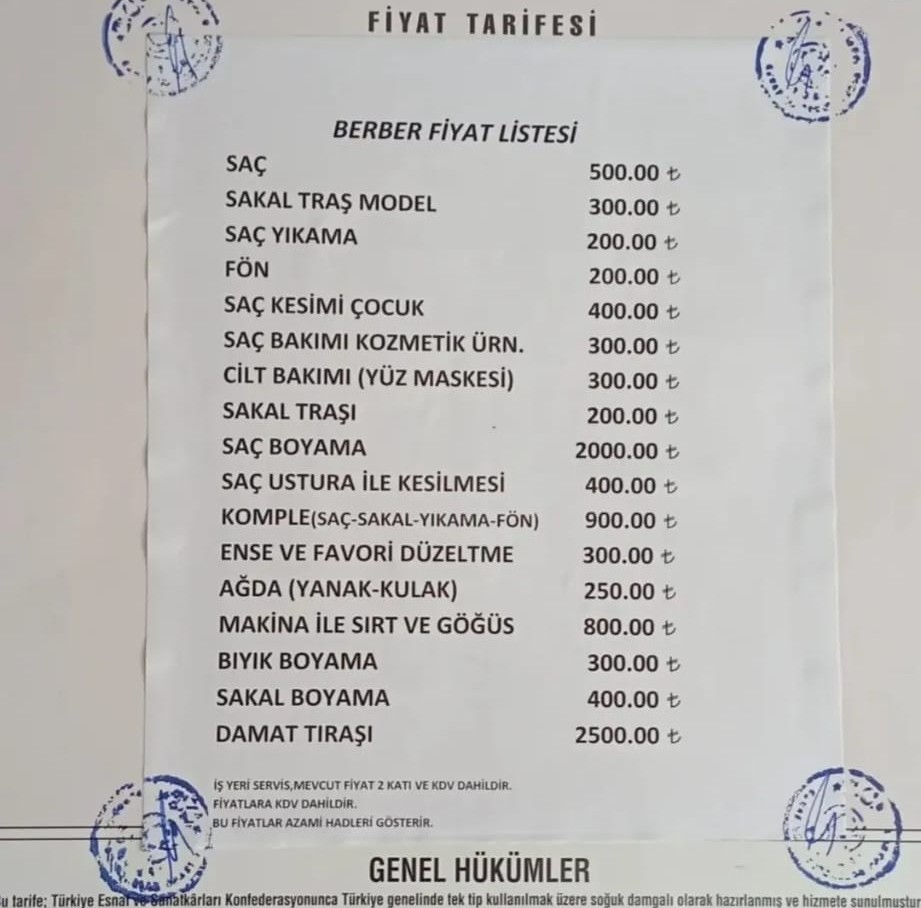 FİYAT TARİFESİ
BERBER FİYAT LİSTESİ
SAÇ 500.00 ₺
SAKAL TRAŞ MODEL 300.00 ₺
SAÇ YIKAMA 200.00 ₺
FÖN 200.00 ₺
SAÇ KESİMİ ÇOCUK 400.00 ₺
SAÇ BAKIMI KOZMETİK ÜRN. 300.00 ₺
CİLT BAKIMI (YÜZ MASKESİ) 300.00 ₺
SAKAL TRAŞI 200.00 ₺
SAÇ BOYAMA 2000.00 ₺
SAÇ USTURA İLE KESİLMESİ 400.00 ₺
KOMPLE(SAÇ-SAKAL-YIKAMA-FÖN) 900.00 ₺
ENSE VE FAVORİ DÜZELTME 300.00 ₺
AĞDA (YANAK-KULAK) 250.00 ₺
MAKİNA İLE SIRT VE GÖĞÜS 800.00 ₺
BIYIK BOYAMA 300.00 ₺
SAKAL BOYAMA 400.00 ₺
DAMAT TIRAŞI 2500.00 ₺
İŞ YERİ SERVİS,MEVCUT FİYAT 2 KATI VE KDV DAHİLDİR.
FİYATLARA KDV DAHİLDİR.
BU FİYATLAR AZAMİ HADLERİ GÖSTERİR.
GENEL HÜKÜMLER
u tarife; Türkiye Esnaf ve Sanatkârları Konfederasyonunca Türkiye genelinde tek tip kullanılmak üzere soğuk damgalı olarak hazırlanmış ve hizmete sunulmuştur